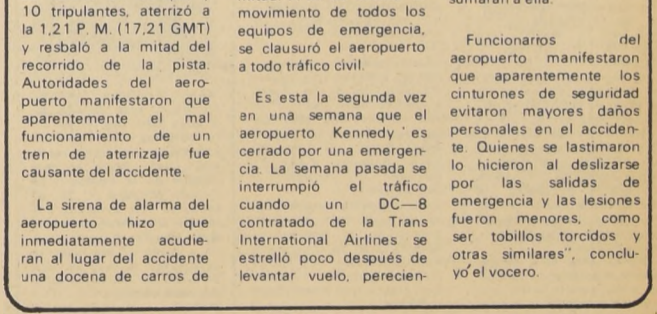 10 tripulantes, aterrizó a
la 1,21 P. M. (17,21 GMT)
y resbaló a la mitad del
recorrido de la pista.
Autoridades del aero-
puerto manifestaron que
aparentemente el mal
funcionamiento de un
tren de aterrizaje fue
causante del accidente.
La sirena de alarma del
aeropuerto hizo que
inmediatamente acudie-
ran al lugar del accidente
una docena de carros de
movimiento de todos los
equipos de emergencia,
se clausuró el aeropuerto
a todo tráfico civil.
Es esta la segunda vez
en una semana que el
aeropuerto Kennedy es
cerrado por una emergen-
cia. La semana pasada se
interrumpió el tráfico
cuando un DC—8
contratado de la Trans
International Airlines se
estrelló poco después de
levantar vuelo, perecien-
Funcionarios del
aeropuerto manifestaron
que aparentemente los
cinturones de seguridad
evitaron mayores daños
personales en el acciden-
te. Quienes se lastimaron
lo hicieron al deslizarse
por las salidas de
emergencia y las lesiones
fueron menores, como
ser tobillos torcidos y
otras similares", conclu-
yó el vocero.